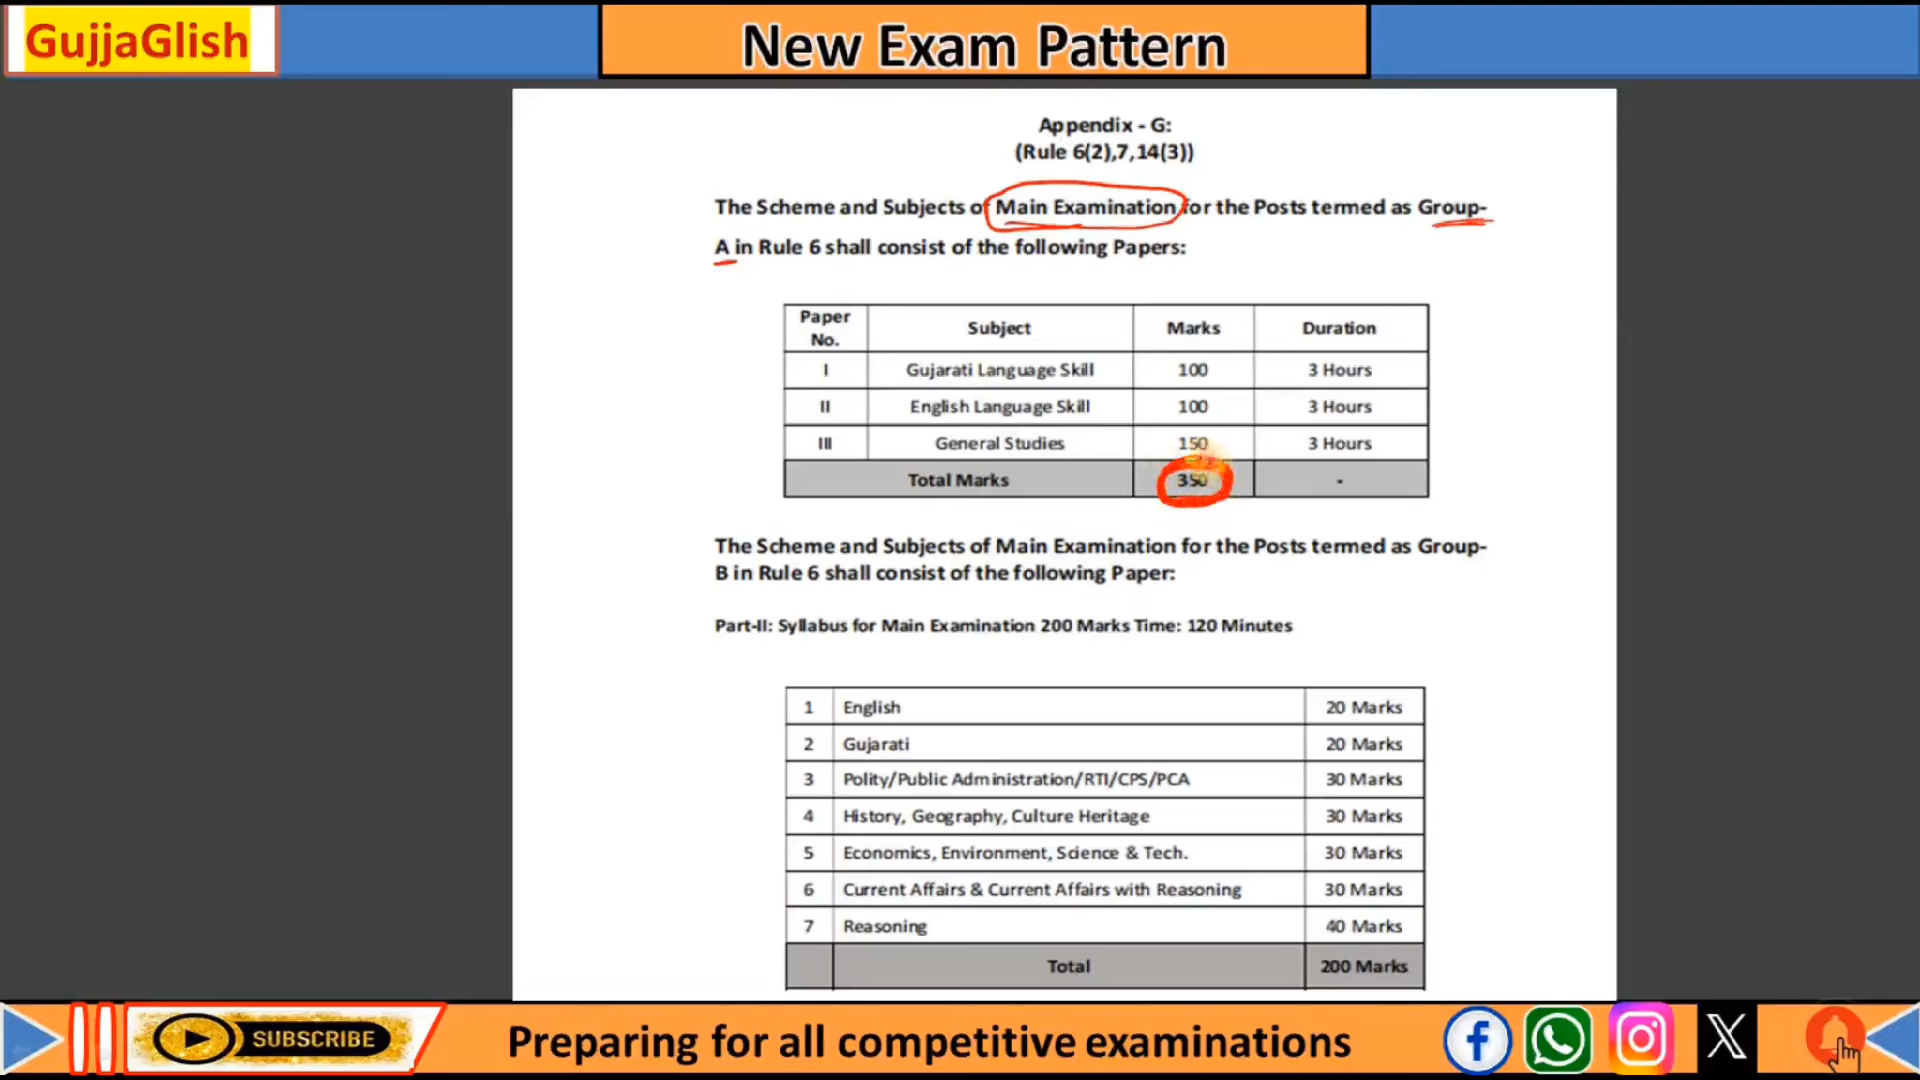 GujjaGlish
New Exam Pattern
Appendix - G:
(Rule 6(2),7,14(3))
The Scheme and Subjects of Main Examination for the Posts termed as Group-
A in Rule 6 shall consist of the following Papers:
Paper No. Subject Marks Duration
I Gujarati Language Skill 100 3 Hours
II English Language Skill 100 3 Hours
III General Studies 150 3 Hours
Total Marks 350 -
The Scheme and Subjects of Main Examination for the Posts termed as Group-
B in Rule 6 shall consist of the following Paper:
Part-II: Syllabus for Main Examination 200 Marks Time: 120 Minutes
1 English 20 Marks
2 Gujarati 20 Marks
3 Polity/Public Administration/RTI/CPS/PCA 30 Marks
4 History, Geography, Culture Heritage 30 Marks
5 Economics, Environment, Science & Tech. 30 Marks
6 Current Affairs & Current Affairs with Reasoning 30 Marks
7 Reasoning 40 Marks
Total 200 Marks
SUBSCRIBE
Preparing for all competitive examinations